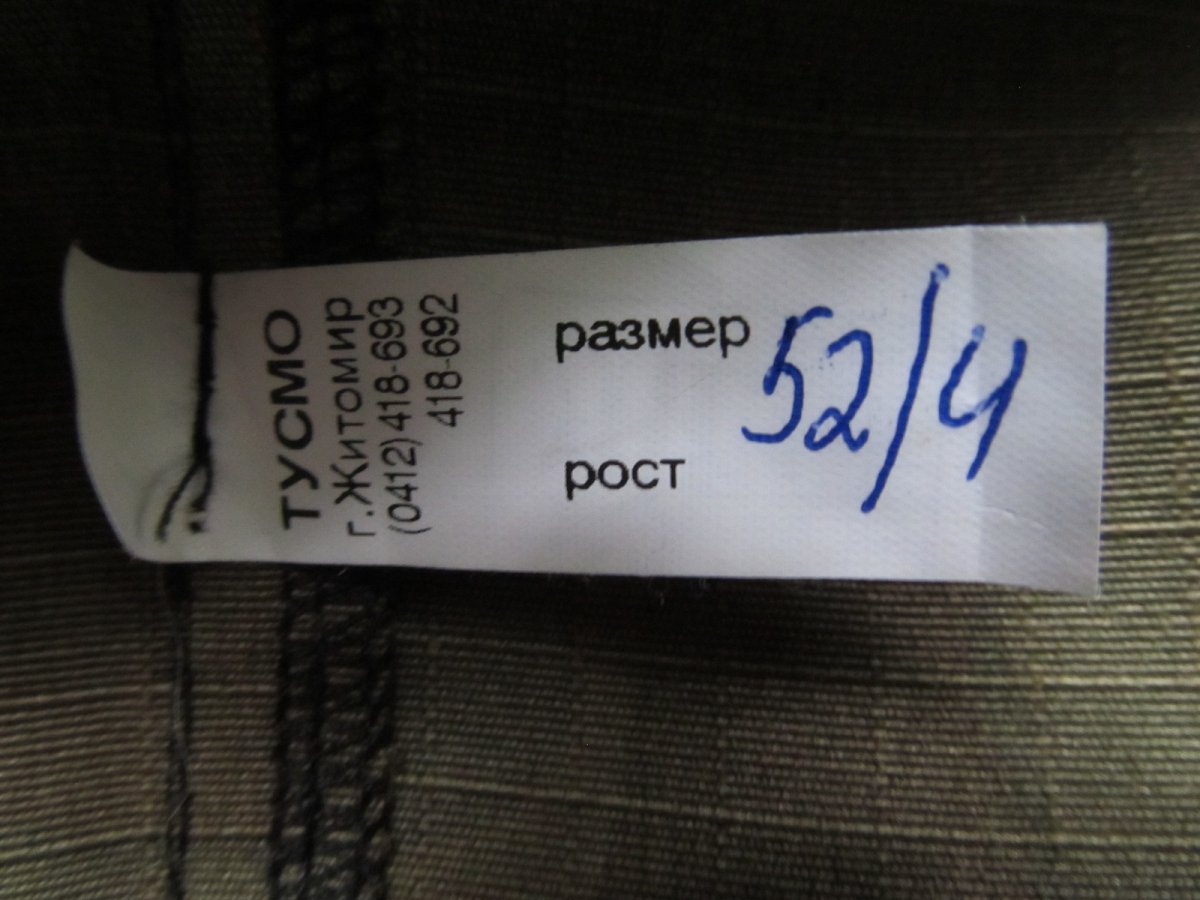 ТУСМО
г.Житомир
(0412)418-693
418-692
размер 52/4
рост